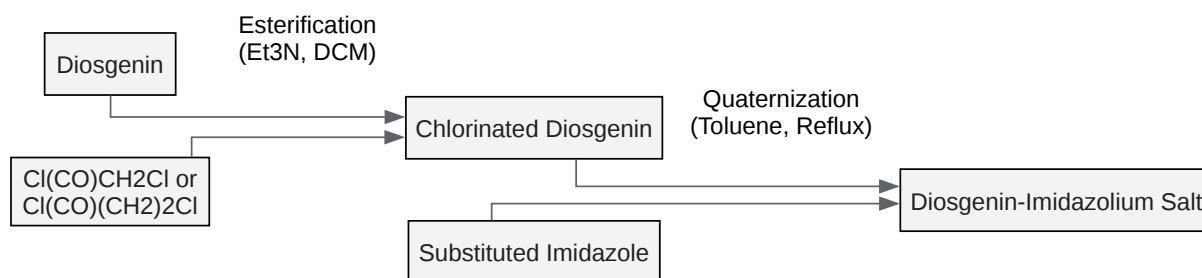 Esterification
(Et3N, DCM)
Diosgenin
Quaternization
(Toluene, Reflux)
Chlorinated Diosgenin
Cl(CO)CH2Cl or
Cl(CO)(CH2)2Cl
Diosgenin-Imidazolium Salt
Substituted Imidazole